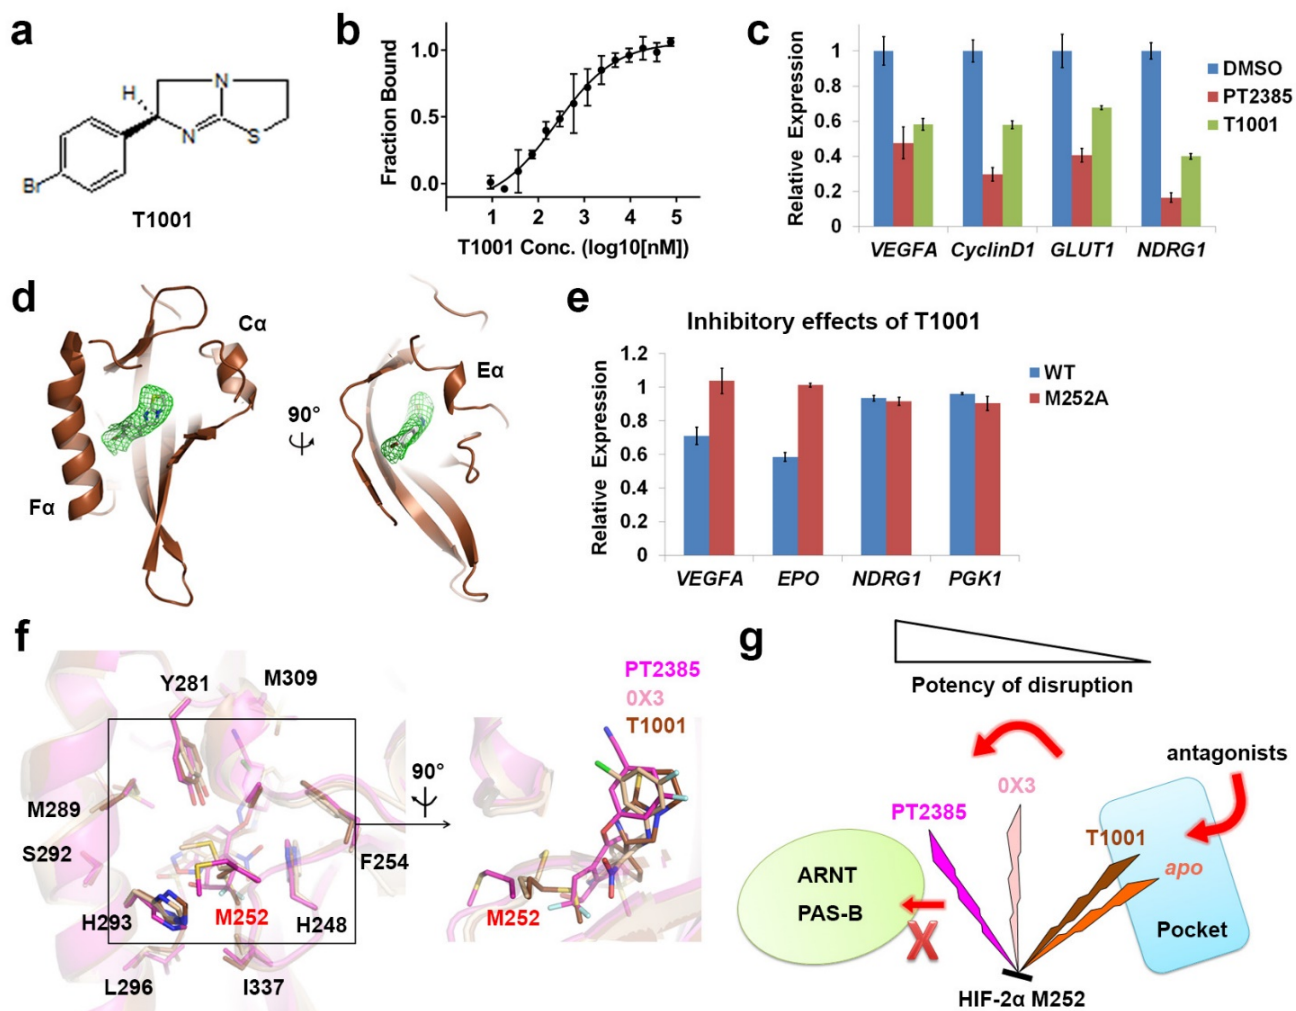 a
H
N
N
S
Br
T1001
b
Fraction Bound
1.0
0.5
0.0
1 2 3 4 5
T1001 Conc. (log10[nM])
c
Relative Expression
1
0.8
0.6
0.4
0.2
0
VEGFA CyclinD1 GLUT1 NDRG1
DMSO
PT2385
T1001
d
Cα
Fα
90°
Eα
e
Inhibitory effects of T1001
Relative Expression
1.2
1
0.8
0.6
0.4
0.2
0
VEGFA EPO NDRG1 PGK1
WT
M252A
f
Y281
M309
M289
S292
F254
H293
M252
H248
L296
I337
90°
PT2385
0X3
T1001
M252
g
Potency of disruption
antagonists
0X3
PT2385
T1001
apo
ARNT
PAS-B
X
Pocket
HIF-2α M252